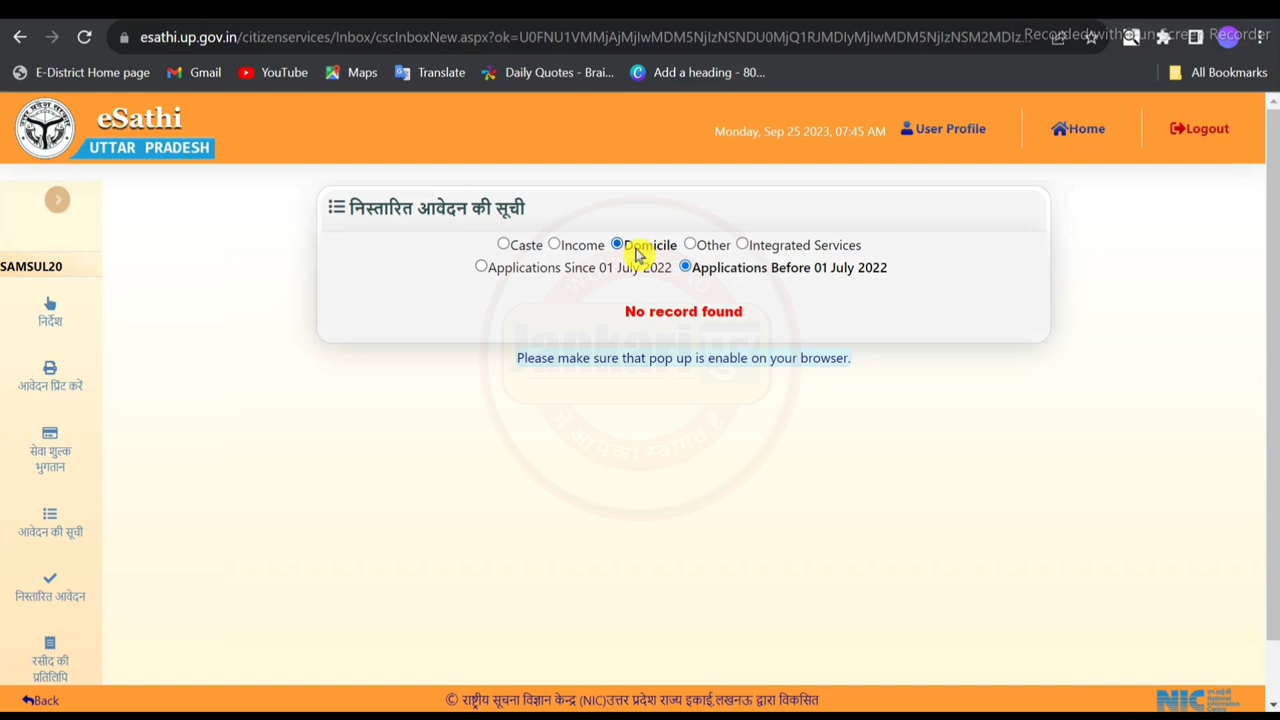 esathi.up.gov.in/citizenservices/Inbox/cscInboxNew.aspx?ok=
E-District Home page Gmail YouTube Maps Translate Daily Quotes - Brai... Add a heading - 80... All Bookmarks
eSathi
UTTAR PRADESH
Monday, Sep 25 2023, 07:45 AM User Profile Home Logout
निस्तारित आवेदन की सूची
Caste Income Domicile Other Integrated Services
Applications Since 01 July 2022 Applications Before 01 July 2022
No record found
Please make sure that pop up is enable on your browser.
SAMSUL20
निर्देश
आवेदन प्रिंट करें
सेवा शुल्क
भुगतान
आवेदन की सूची
निस्तारित आवेदन
रसीद की
प्रतिलिपि
Back
© राष्ट्रीय सूचना विज्ञान केन्द्र (NIC)उत्तर प्रदेश राज्य इकाई,लखनऊ द्वारा विकसित
NIC
Jankari
में आपका स्वागत है